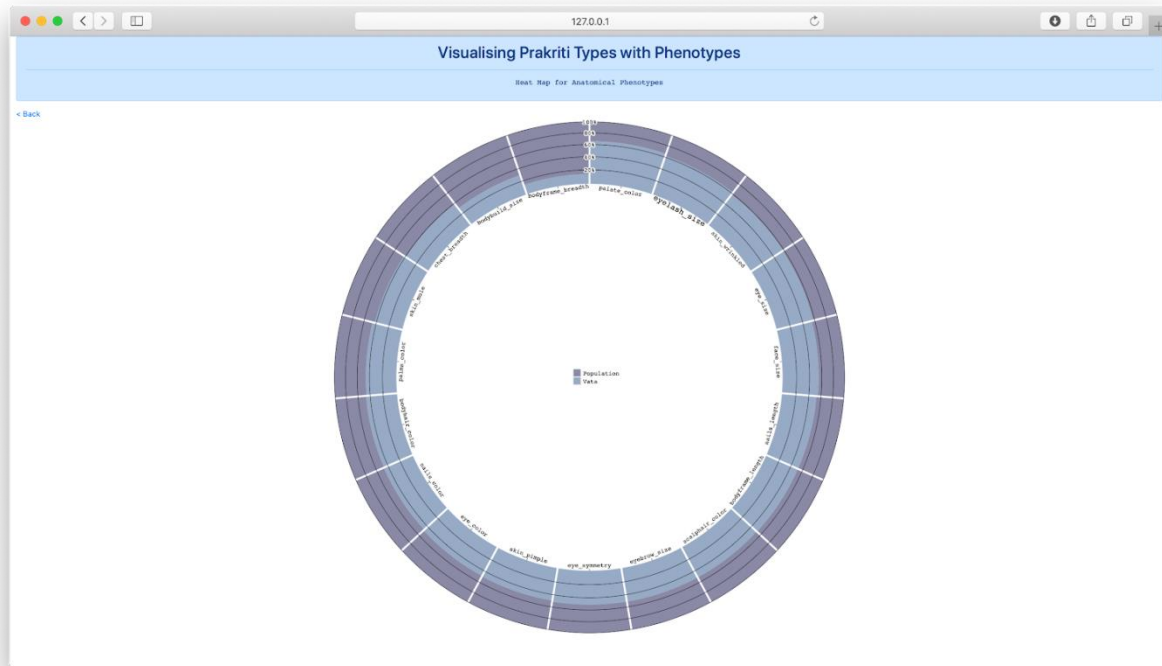 127.0.0.1
Visualising Prakriti Types with Phenotypes
Heat Map for Anatomical Phenotypes
< Back
100%
80%
60%
40%
20%
palate_color
eyelash_size
skin_wrinkled
eye_size
face_size
nails_length
bodyframe_length
scalphair_color
eyebrow_size
eye_symmetry
skin_pimple
eye_color
nails_color
bodyhair_color
palms_color
skin_mole
chest_breadth
bodybuild_size
bodyframe_breadth
Population
Vata